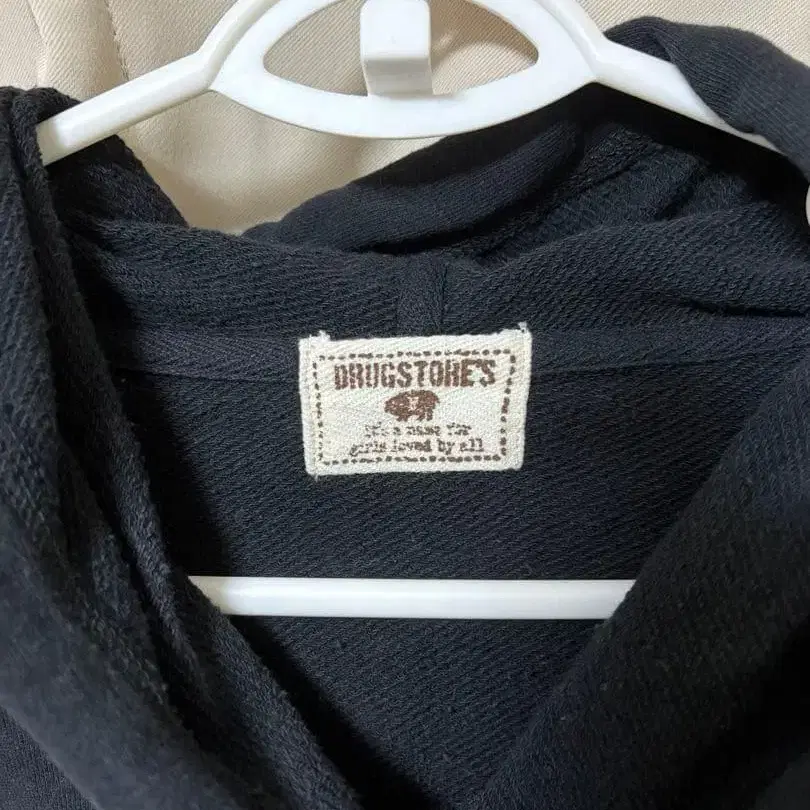 DRUGSTORE'S
it's a name for
girls loved by all